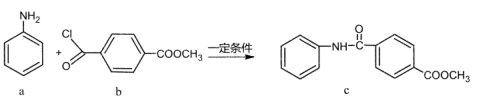 NH₂
+
Cl
O
COOCH₃
一定条件
NH
O
COOCH₃
a
b
c